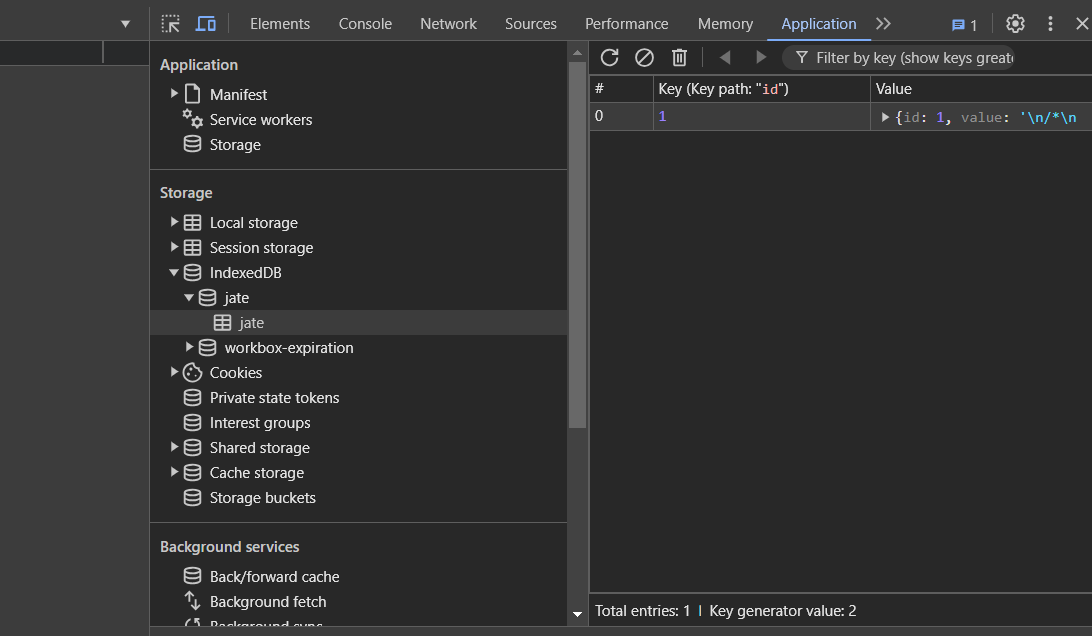 Elements Console Network Sources Performance Memory Application 1
Application
Manifest
Service workers
Storage
Storage
Local storage
Session storage
IndexedDB
jate
jate
workbox-expiration
Cookies
Private state tokens
Interest groups
Shared storage
Cache storage
Storage buckets
Background services
Back/forward cache
Background fetch
Background sync
Filter by key (show keys great
# Key (Key path: "id") Value
0 1 {id: 1, value: '\n/*\n
Total entries: 1 | Key generator value: 2